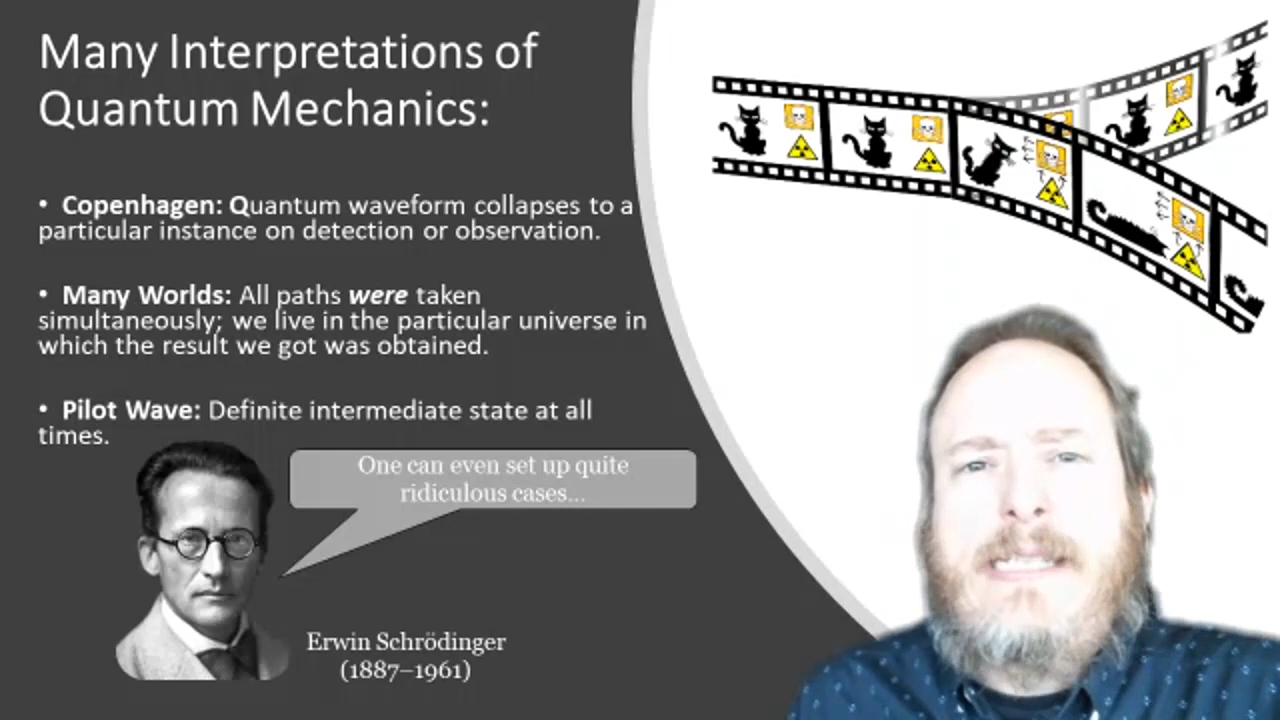 Many Interpretations of
Quantum Mechanics:
• Copenhagen: Quantum waveform collapses to a
particular instance on detection or observation.
• Many Worlds: All paths were taken
simultaneously; we live in the particular universe in
which the result we got was obtained.
• Pilot Wave: Definite intermediate state at all
times.
One can even set up quite
ridiculous cases...
Erwin Schrödinger
(1887–1961)